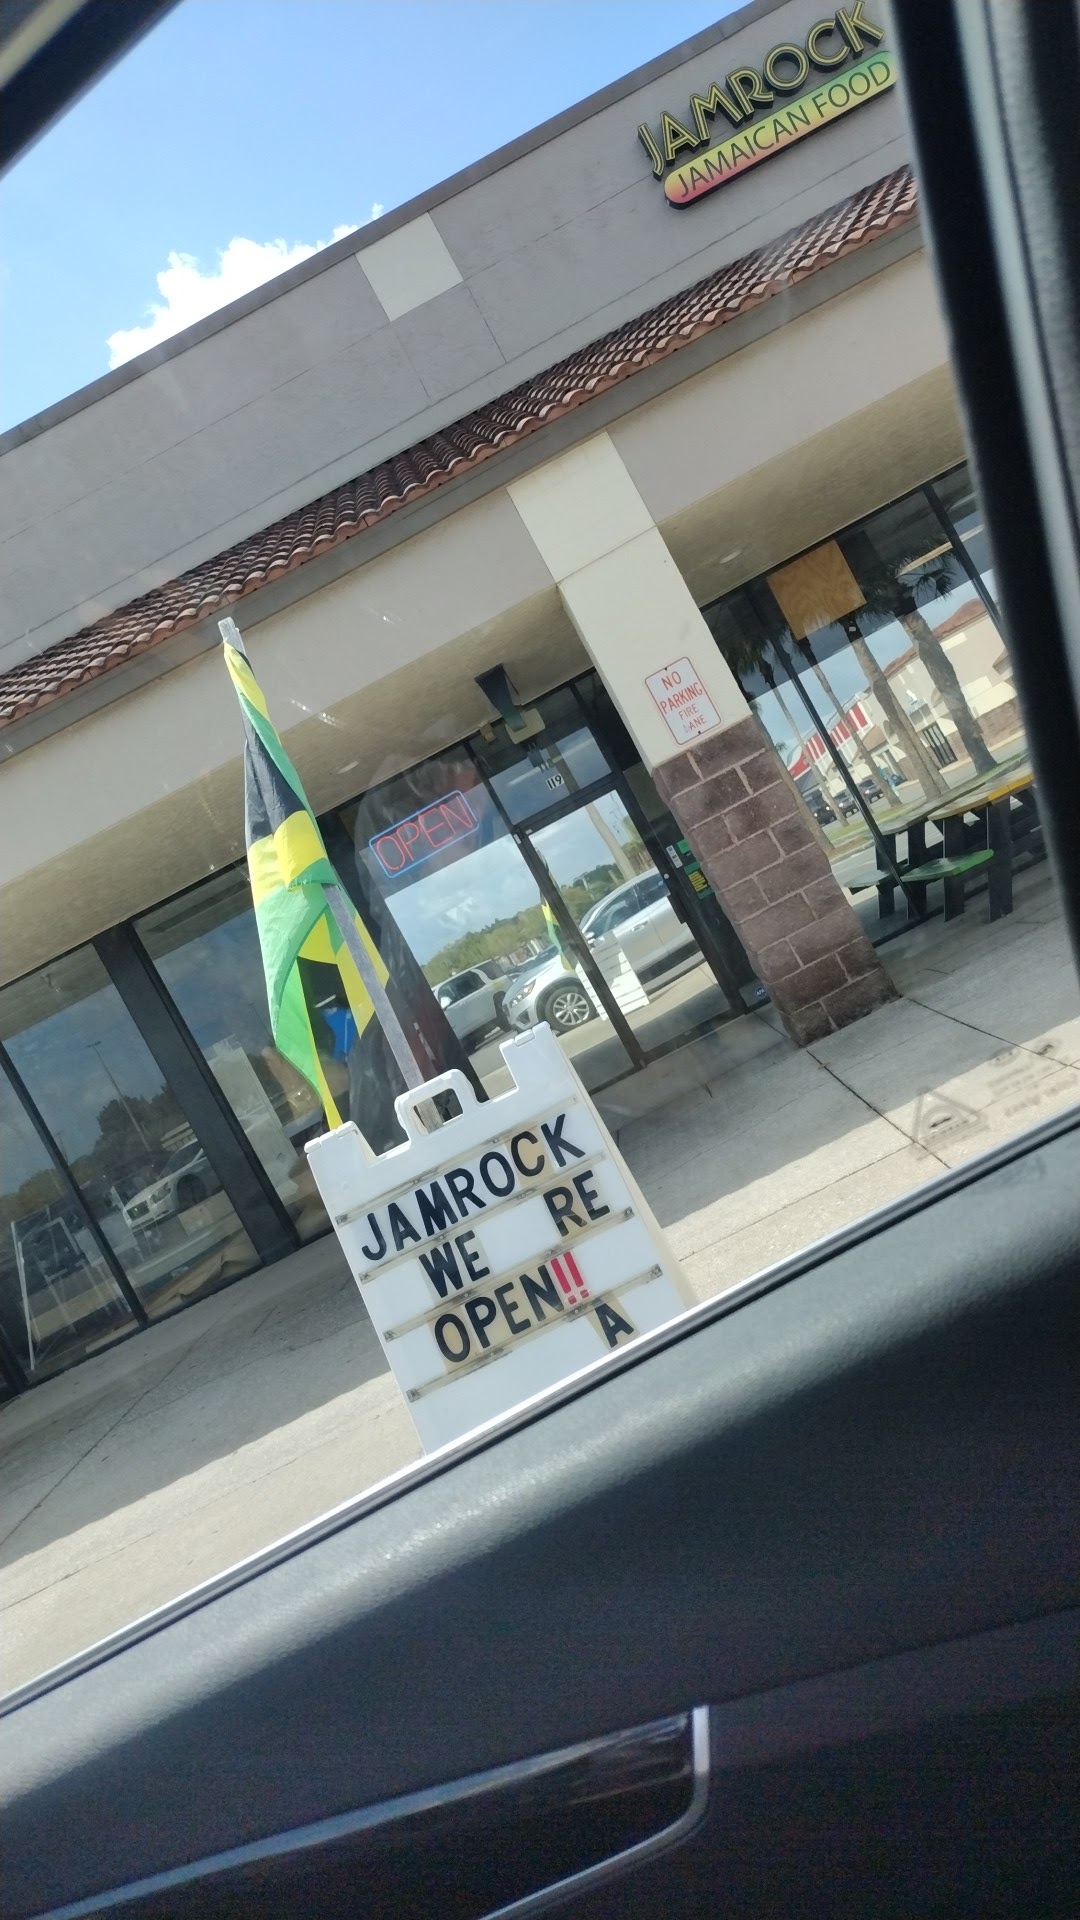 JAMROCK
JAMAICAN FOOD
NO
PARKING
FIRE
LANE
119
OPEN
JAMROCK
WE RE
OPEN!!
A